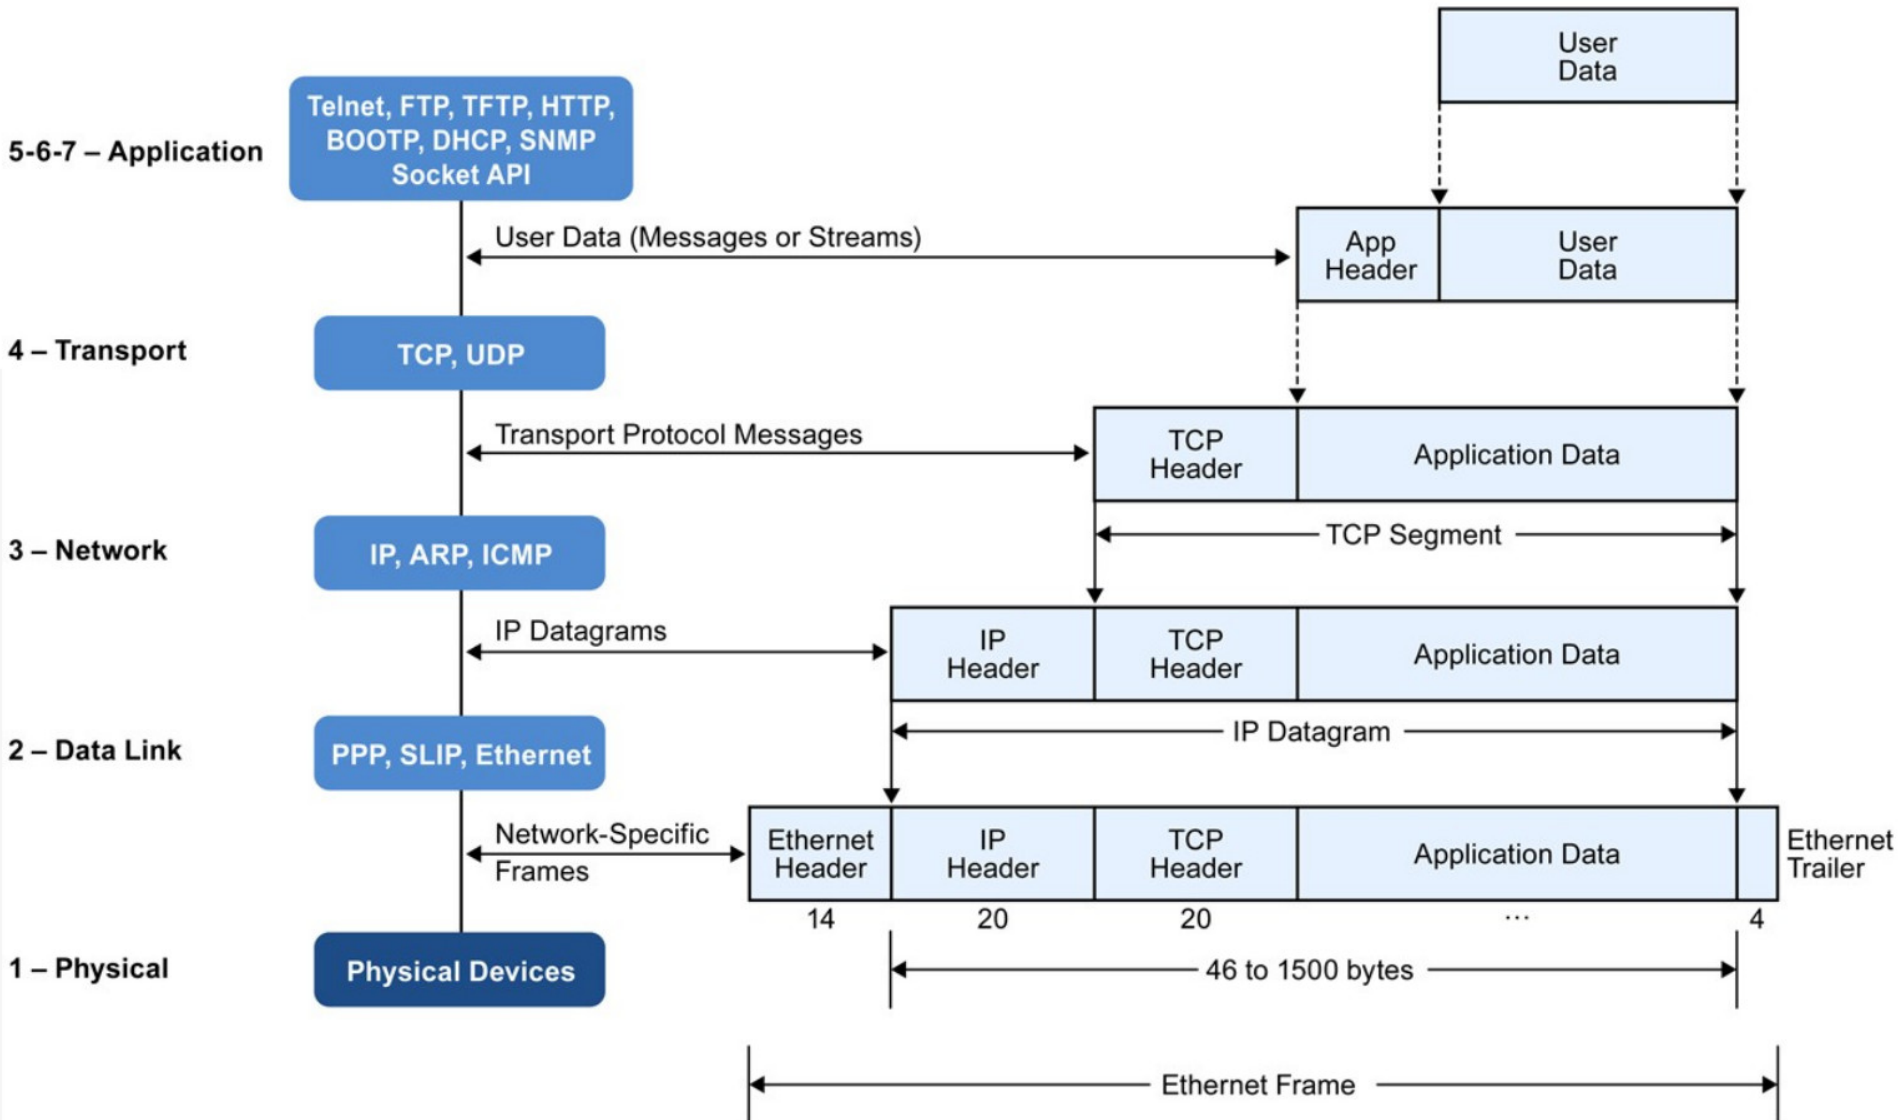 User
Data
Telnet, FTP, TFTP, HTTP,
BOOTP, DHCP, SNMP
Socket API
5-6-7 – Application
User Data (Messages or Streams)
App
Header
User
Data
4 – Transport
TCP, UDP
Transport Protocol Messages
TCP
Header
Application Data
TCP Segment
3 – Network
IP, ARP, ICMP
IP Datagrams
IP
Header
TCP
Header
Application Data
IP Datagram
2 – Data Link
PPP, SLIP, Ethernet
Network-Specific
Frames
Ethernet
Header
IP
Header
TCP
Header
Application Data
Ethernet
Trailer
14
20
20
...
4
1 – Physical
Physical Devices
46 to 1500 bytes
Ethernet Frame